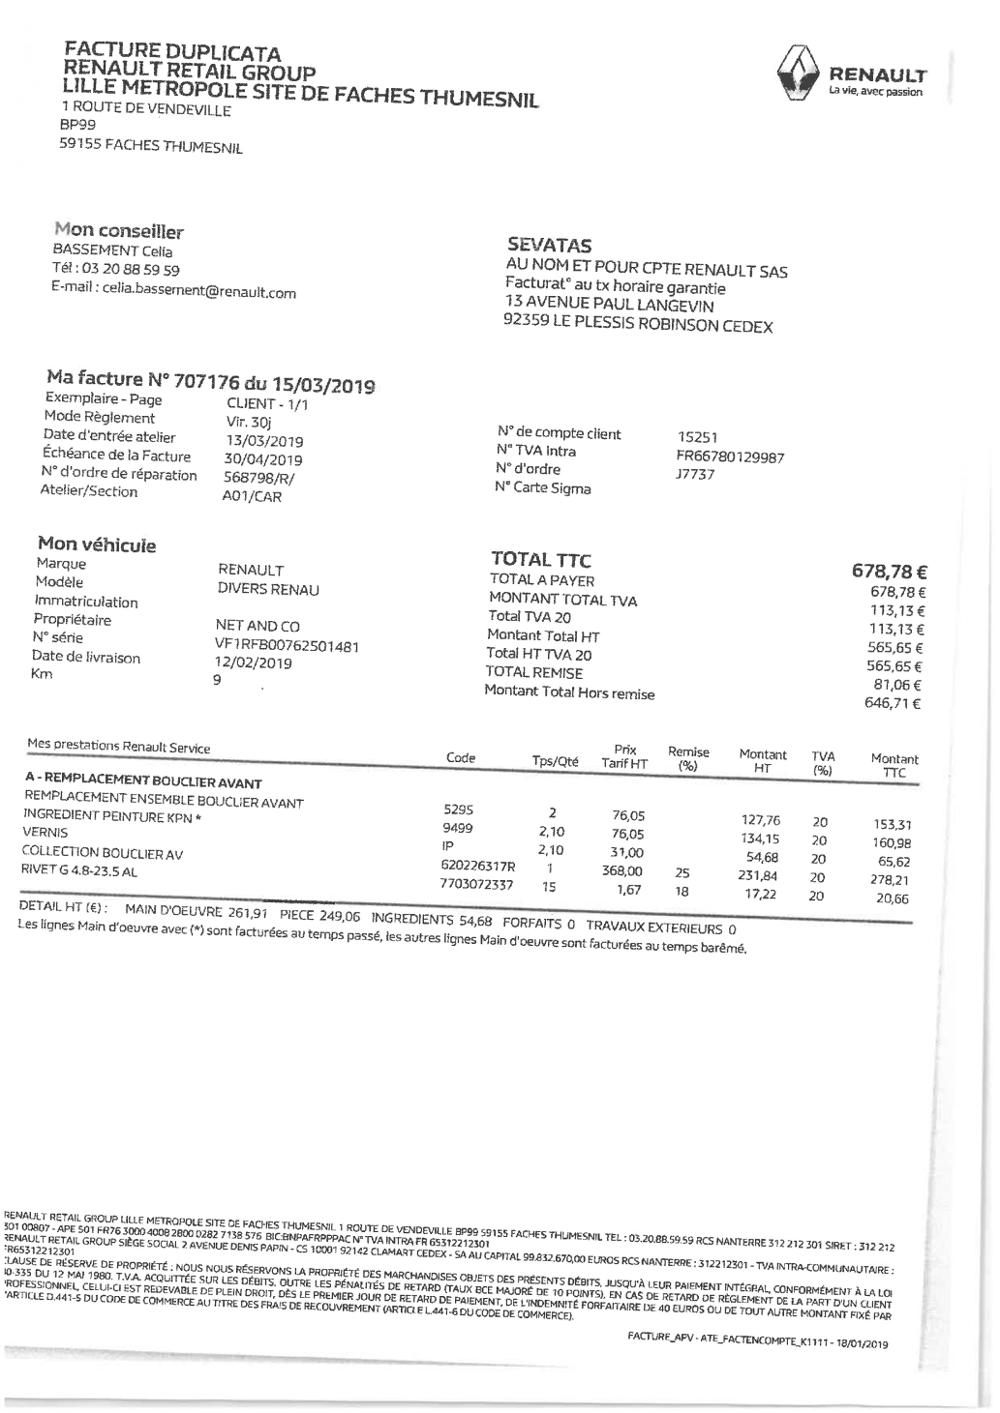 FACTURE DUPLICATA
RENAULT RETAIL GROUP
LILLE METROPOLE SITE DE FACHES THUMESNIL
1 ROUTE DE VENDEVILLE
BP99
59155 FACHES THUMESNIL
RENAULT
La vie, avec passion
Mon conseiller
BASSEMENT Celia
Tél : 03 20 88 59 59
E-mail : celia.bassement@renault.com
SEVATAS
AU NOM ET POUR CPTE RENAULT SAS
Facturat° au tx horaire garantie
13 AVENUE PAUL LANGEVIN
92359 LE PLESSIS ROBINSON CEDEX
Ma facture N° 707176 du 15/03/2019
Exemplaire - Page CLIENT - 1/1
Mode Règlement Vir. 30j
Date d'entrée atelier 13/03/2019
Échéance de la Facture 30/04/2019
N° d'ordre de réparation 568798/R/
Atelier/Section A01/CAR
N° de compte client 15251
N° TVA Intra FR66780129987
N° d'ordre J7737
N° Carte Sigma
Mon véhicule
Marque RENAULT
Modèle DIVERS RENAU
Immatriculation
Propriétaire NET AND CO
N° série VF1RFB00762501481
Date de livraison 12/02/2019
Km 9
TOTAL TTC 678,78 €
TOTAL A PAYER 678,78 €
MONTANT TOTAL TVA 113,13 €
Total TVA 20 113,13 €
Montant Total HT 565,65 €
Total HT TVA 20 565,65 €
TOTAL REMISE 81,06 €
Montant Total Hors remise 646,71 €
Mes prestations Renault Service Code Tps/Qté Prix Tarif HT Remise (%) Montant HT TVA (%) Montant TTC
A - REMPLACEMENT BOUCLIER AVANT
REMPLACEMENT ENSEMBLE BOUCLIER AVANT 5295 2 76,05 127,76 20 153,31
INGREDIENT PEINTURE KPN * 9499 2,10 76,05 134,15 20 160,98
VERNIS IP 2,10 31,00 54,68 20 65,62
COLLECTION BOUCLIER AV 620226317R 1 368,00 25 231,84 20 278,21
RIVET G 4.8-23.5 AL 7703072337 15 1,67 18 17,22 20 20,66
DETAIL HT (€) : MAIN D'OEUVRE 261,91 PIECE 249,06 INGREDIENTS 54,68 FORFAITS 0 TRAVAUX EXTERIEURS 0
Les lignes Main d'oeuvre avec (*) sont facturées au temps passé, les autres lignes Main d'oeuvre sont facturées au temps barêmé.
RENAULT RETAIL GROUP LILLE METROPOLE SITE DE FACHES THUMESNIL 1 ROUTE DE VENDEVILLE BP99 59155 FACHES THUMESNIL TEL : 03.20.88.59.59 RCS NANTERRE 312 212 301 SIRET : 312 212
301 00807 - APE 501 FR76 3000 4008 2800 0282 7138 576 BIC:BNPAFRPPPAC N° TVA INTRA FR 65312212301
RENAULT RETAIL GROUP SIÈGE SOCIAL 2 AVENUE DENIS PAPIN - CS 10001 92142 CLAMART CEDEX - SA AU CAPITAL 99.832.670,00 EUROS RCS NANTERRE : 312212301 - TVA INTRA-COMMUNAUTAIRE :
FR65312212301
CLAUSE DE RÉSERVE DE PROPRIÉTÉ : NOUS NOUS RÉSERVONS LA PROPRIÉTÉ DES MARCHANDISES OBJETS DES PRÉSENTS DÉBITS, JUSQU'À LEUR PAIEMENT INTÉGRAL, CONFORMÉMENT À LA LOI
80-335 DU 12 MAI 1980. T.V.A. ACQUITTÉE SUR LES DÉBITS. OUTRE LES PÉNALITÉS DE RETARD (TAUX BCE MAJORÉ DE 10 POINTS), EN CAS DE RETARD DE RÈGLEMENT DE LA PART D'UN CLIENT
PROFESSIONNEL, CELUI-CI EST REDEVABLE DE PLEIN DROIT, DÈS LE PREMIER JOUR DE RETARD DE PAIEMENT, DE L'INDEMNITÉ FORFAITAIRE DE 40 EUROS OU DE TOUT AUTRE MONTANT FIXÉ PAR
L'ARTICLE D.441-5 DU CODE DE COMMERCE AU TITRE DES FRAIS DE RECOUVREMENT (ARTICLE L.441-6 DU CODE DE COMMERCE).
FACTURE_APV - ATE_FACTENCOMPTE_K1111 - 18/01/2019